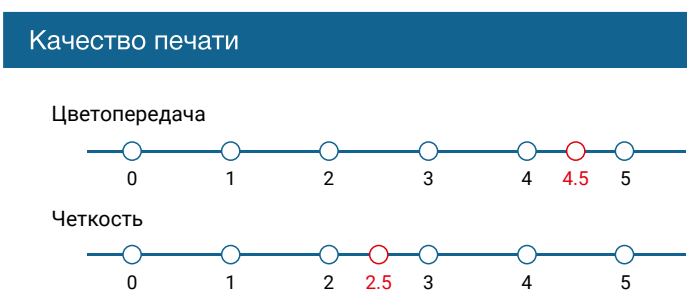 Качество печати
Цветопередача
0 1 2 3 4 4.5 5
Четкость
0 1 2 2.5 3 4 5